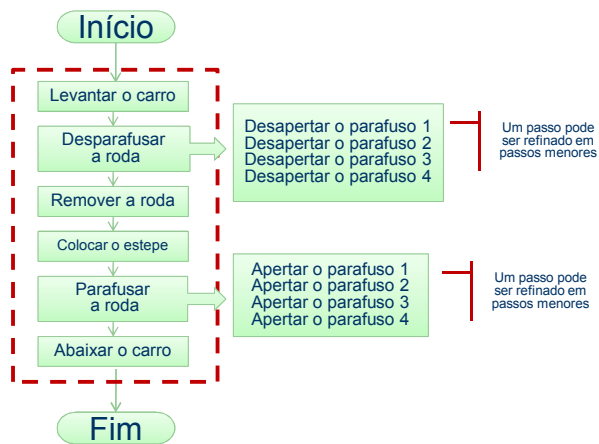 Início
Levantar o carro
Desparafusar
a roda
Desapertar o parafuso 1
Desapertar o parafuso 2
Desapertar o parafuso 3
Desapertar o parafuso 4
Um passo pode
ser refinado em
passos menores
Remover a roda
Colocar o estepe
Parafusar
a roda
Apertar o parafuso 1
Apertar o parafuso 2
Apertar o parafuso 3
Apertar o parafuso 4
Um passo pode
ser refinado em
passos menores
Abaixar o carro
Fim